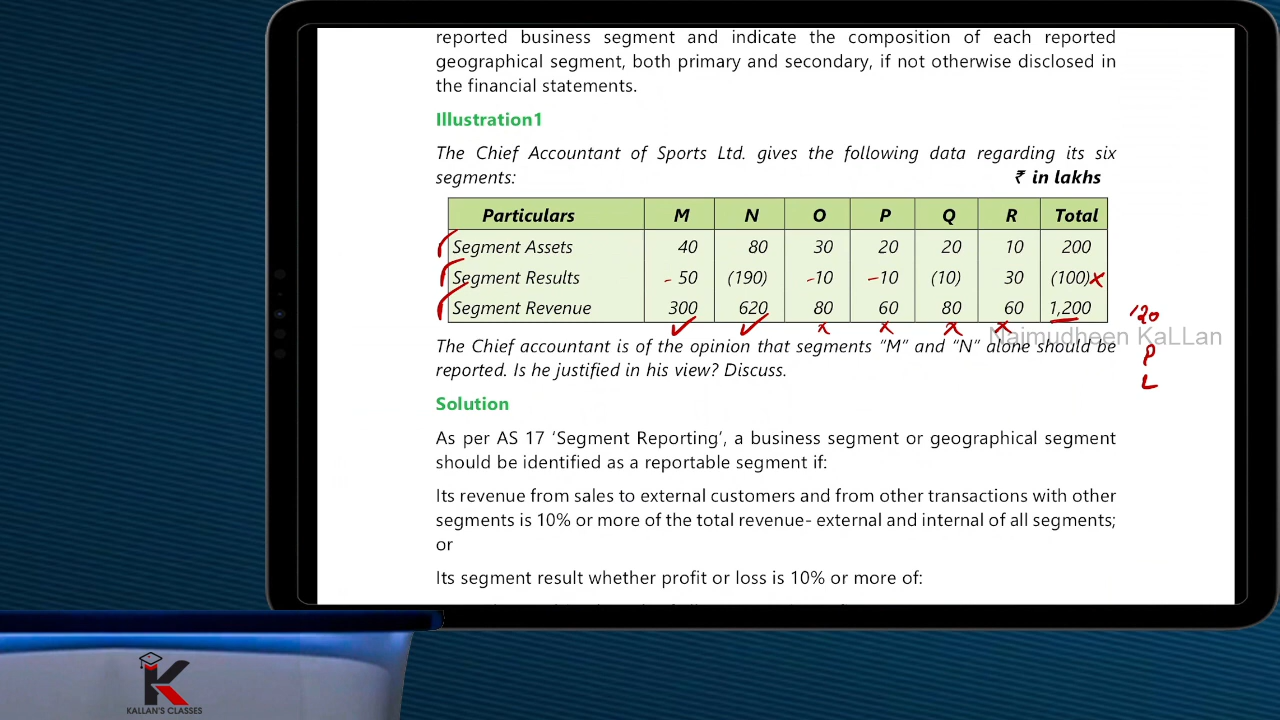 reported business segment and indicate the composition of each reported
geographical segment, both primary and secondary, if not otherwise disclosed in
the financial statements.
Illustration1
The Chief Accountant of Sports Ltd. gives the following data regarding its six
segments: ₹ in lakhs
Particulars M N O P Q R Total
Segment Assets 40 80 30 20 20 10 200
Segment Results 50 (190) 10 10 (10) 30 (100)
Segment Revenue 300 620 80 60 80 60 1,200
120
Naimudheen KaLLan
The Chief accountant is of the opinion that segments “M” and “N” alone should be
P
reported. Is he justified in his view? Discuss.
L
Solution
As per AS 17 ‘Segment Reporting’, a business segment or geographical segment
should be identified as a reportable segment if:
Its revenue from sales to external customers and from other transactions with other
segments is 10% or more of the total revenue- external and internal of all segments;
or
Its segment result whether profit or loss is 10% or more of:
K
KALLAN'S CLASSES